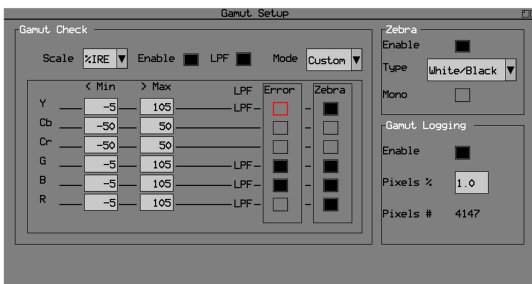 Gamut Setup
Gamut Check
Scale %IRE Enable LPF Mode Custom
< Min > Max LPF Error Zebra
Y -5 105 LPF
Cb -50 50
Cr -50 50
G -5 105 LPF
B -5 105 LPF
R -5 105 LPF
Zebra
Enable
Type White/Black
Mono
Gamut Logging
Enable
Pixels % 1.0
Pixels # 4147